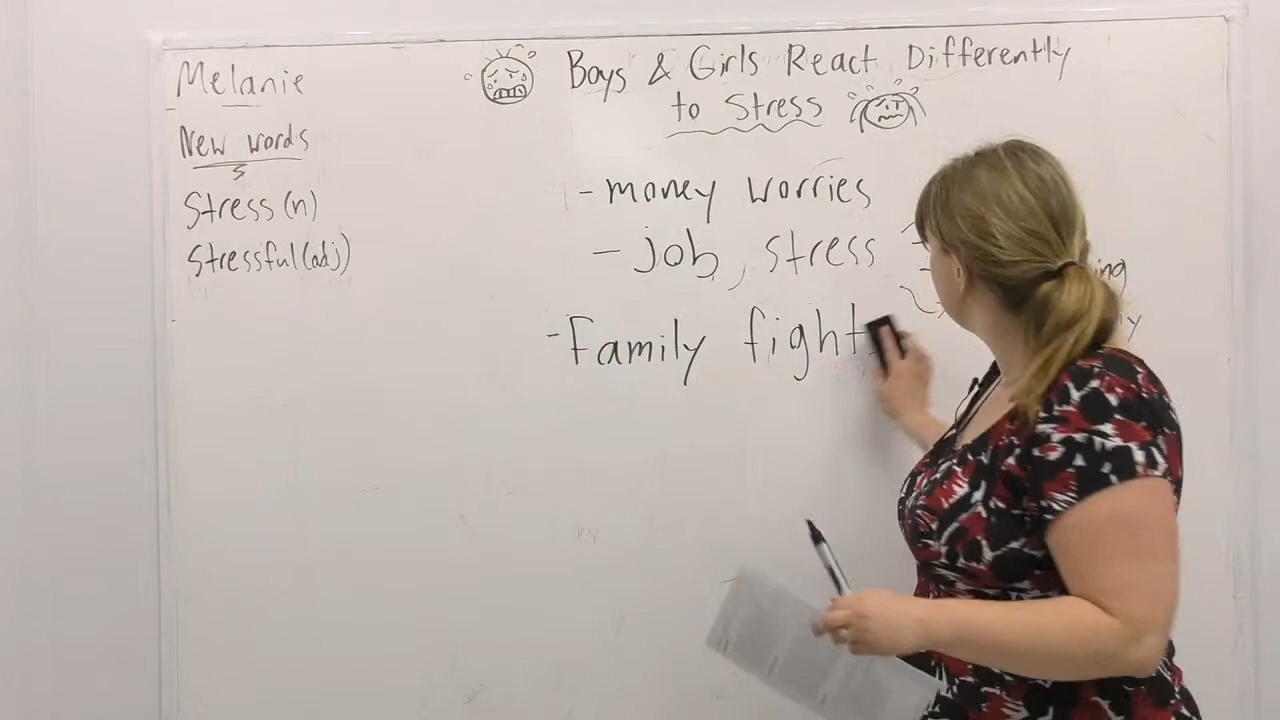 Melanie
New words
Stress (n)
Stressful (adj)
Boys & Girls React Differently
to Stress
- money worries
- job, stress
- Family fight